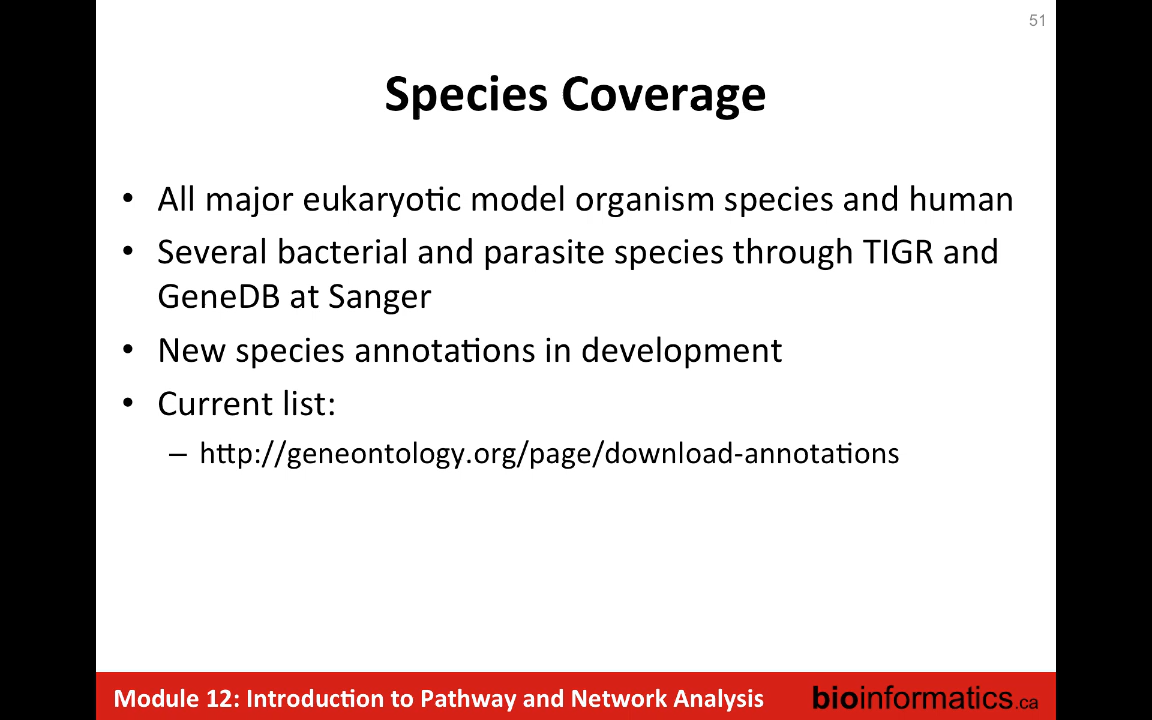 51
Species Coverage
• All major eukaryotic model organism species and human
• Several bacterial and parasite species through TIGR and
GeneDB at Sanger
• New species annotations in development
• Current list:
– http://geneontology.org/page/download-annotations
Module 12: Introduction to Pathway and Network Analysis
bioinformatics.ca